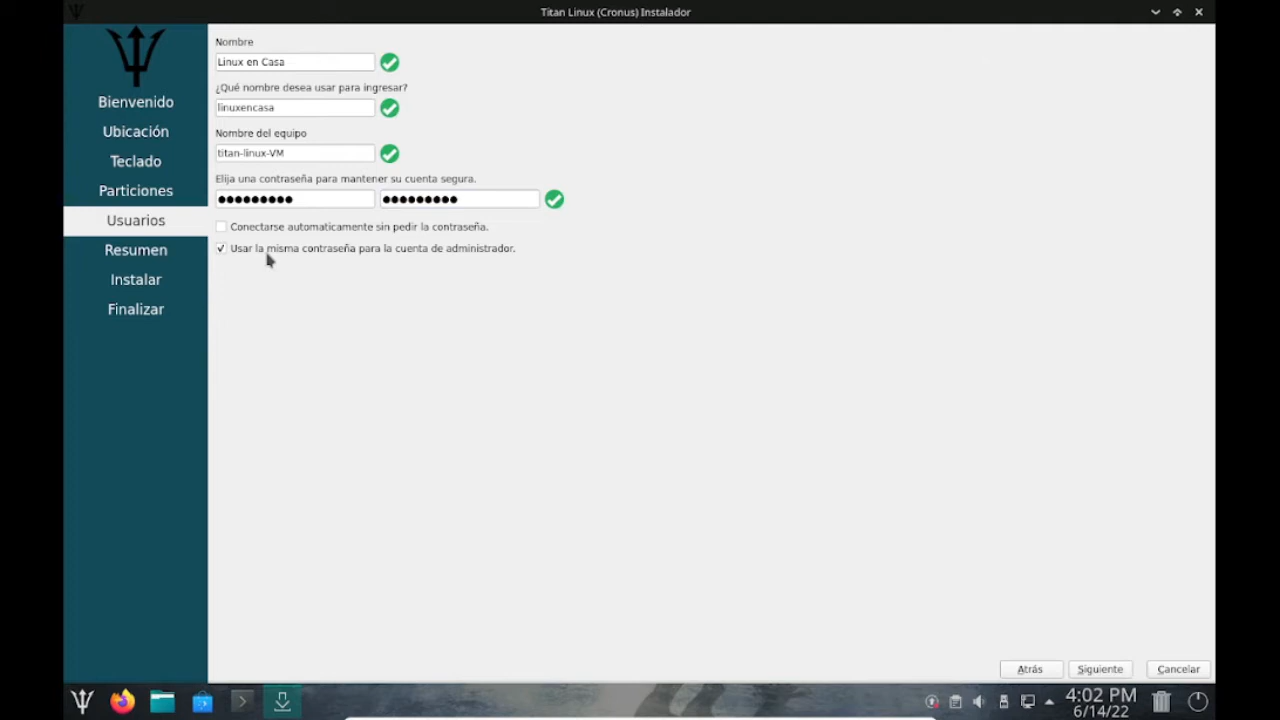 Titan Linux (Cronus) Instalador
Bienvenido
Ubicación
Teclado
Particiones
Usuarios
Resumen
Instalar
Finalizar
Nombre
Linux en Casa
¿Qué nombre desea usar para ingresar?
linuxencasa
Nombre del equipo
titan-linux-VM
Elija una contraseña para mantener su cuenta segura.
●●●●●●●●● ●●●●●●●●●
Conectarse automaticamente sin pedir la contraseña.
Usar la misma contraseña para la cuenta de administrador.
Atrás Siguiente Cancelar
4:02 PM
6/14/22